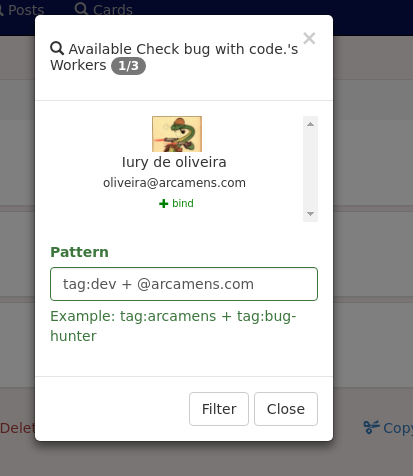 Posts Cards
×
Available Check bug with code.'s
Workers 1/3
Iury de oliveira
oliveira@arcamens.com
bind
Pattern
tag:dev + @arcamens.com
Example: tag:arcamens + tag:bug-
hunter
Filter Close
Delet Copy